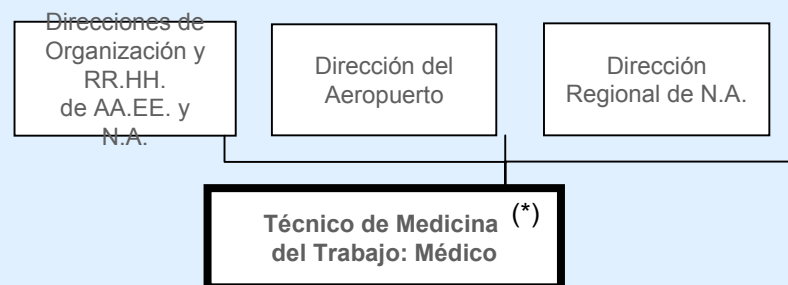 Direcciones de
Organización y
RR.HH.
de AA.EE. y
N.A.
Dirección del
Aeropuerto
Dirección
Regional de N.A.
Técnico de Medicina (*)
del Trabajo: Médico